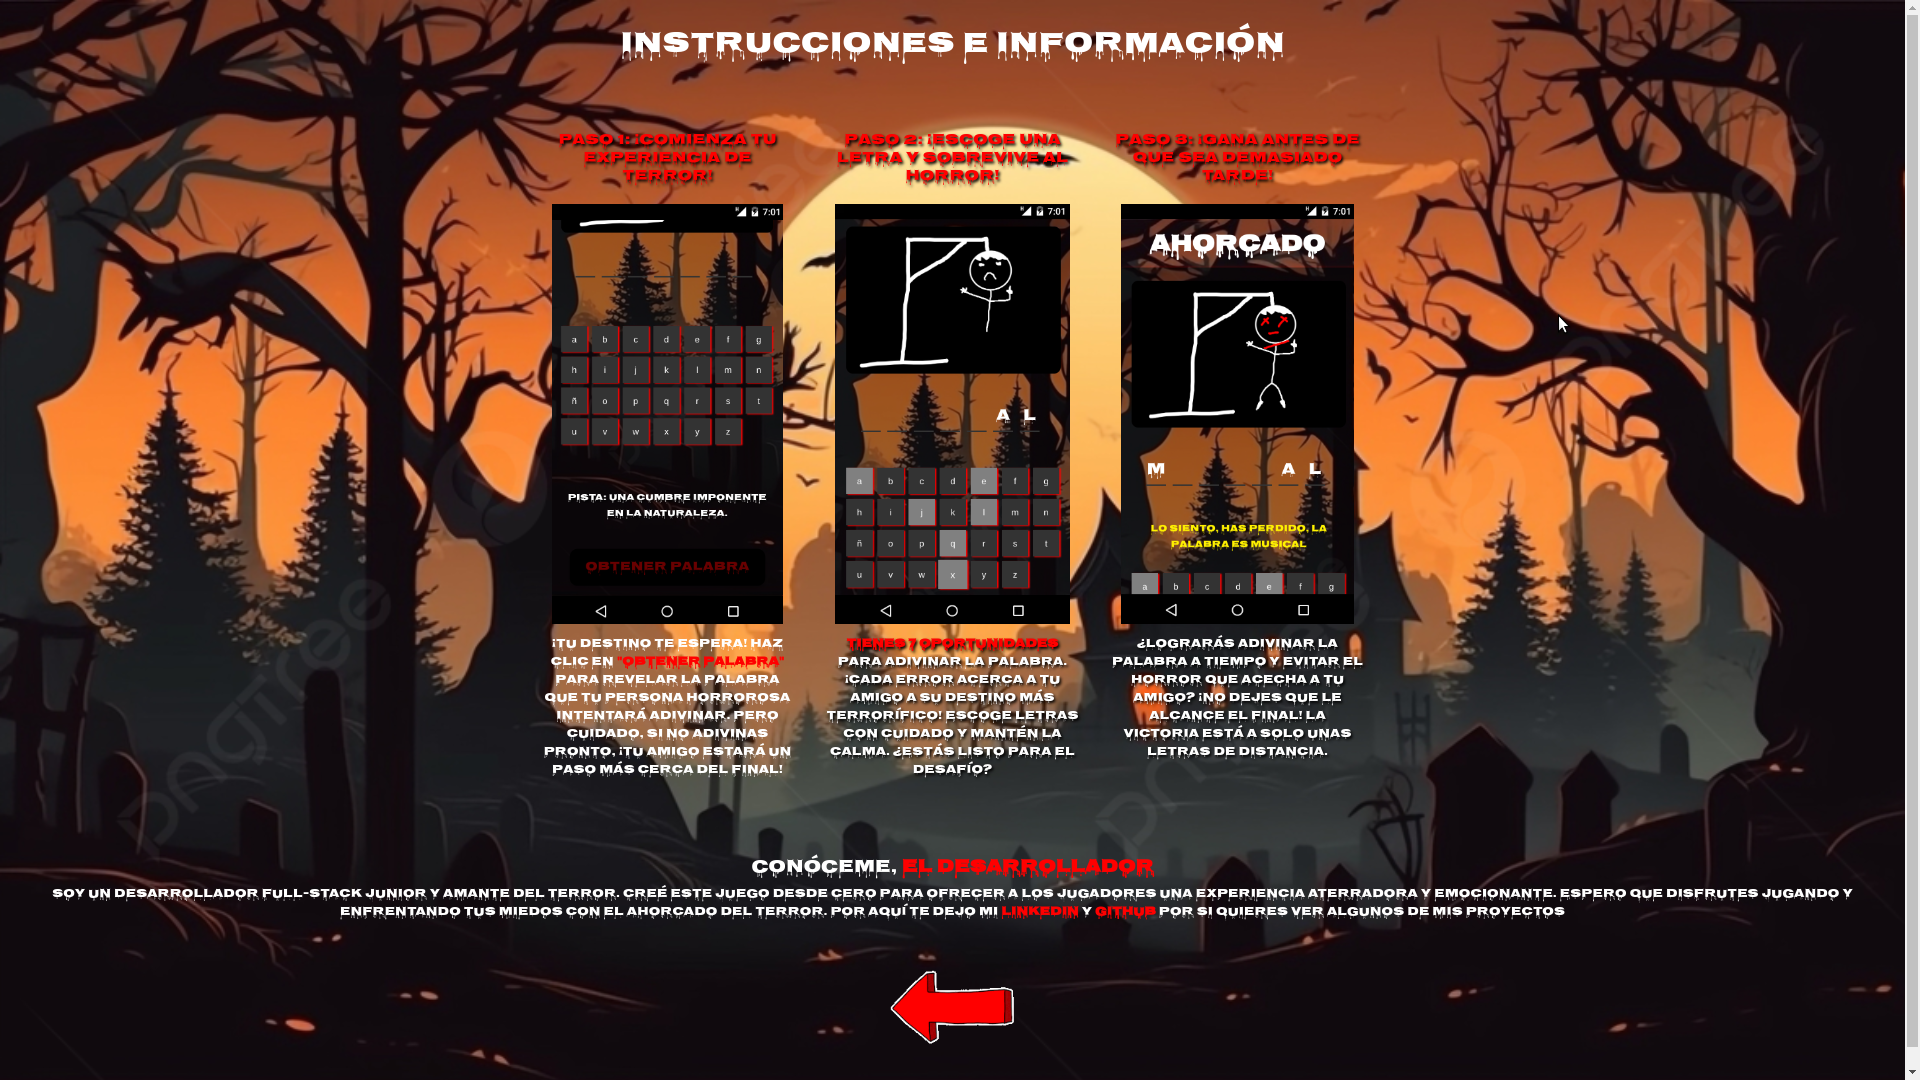 INSTRUCCIONES E INFORMACIÓN
PASO 1: ¡COMIENZA TU
EXPERIENCIA DE
TERROR!
7:01
a b c d e f g
h i j k l m n
ñ o p q r s t
u v w x y z
PISTA: UNA CUMBRE IMPONENTE
EN LA NATURALEZA.
OBTENER PALABRA
¡TU DESTINO TE ESPERA! HAZ
CLIC EN "OBTENER PALABRA"
PARA REVELAR LA PALABRA
QUE TU PERSONA HORROROSA
INTENTARÁ ADIVINAR. PERO
CUIDADO, SI NO ADIVINAS
PRONTO, ¡TU AMIGO ESTARÁ UN
PASO MÁS CERCA DEL FINAL!
PASO 2: ¡ESCOGE UNA
LETRA Y SOBREVIVE AL
HORROR!
7:01
A L
a b c d e f g
h i j k l m n
ñ o p q r s t
u v w x y z
TIENES 7 OPORTUNIDADES
PARA ADIVINAR LA PALABRA.
¡CADA ERROR ACERCA A TU
AMIGO A SU DESTINO MÁS
TERRORÍFICO! ESCOGE LETRAS
CON CUIDADO Y MANTÉN LA
CALMA. ¿ESTÁS LISTO PARA EL
DESAFÍO?
PASO 3: ¡GANA ANTES DE
QUE SEA DEMASIADO
TARDE!
7:01
AHORCADO
M A L
LO SIENTO, HAS PERDIDO, LA
PALABRA ES MUSICAL
a b c d e f g
¿LOGRARÁS ADIVINAR LA
PALABRA A TIEMPO Y EVITAR EL
HORROR QUE ACECHA A TU
AMIGO? ¡NO DEJES QUE LE
ALCANCE EL FINAL! LA
VICTORIA ESTÁ A SOLO UNAS
LETRAS DE DISTANCIA.
CONÓCEME, EL DESARROLLADOR
SOY UN DESARROLLADOR FULL-STACK JUNIOR Y AMANTE DEL TERROR. CREÉ ESTE JUEGO DESDE CERO PARA OFRECER A LOS JUGADORES UNA EXPERIENCIA ATERRADORA Y EMOCIONANTE. ESPERO QUE DISFRUTES JUGANDO Y
ENFRENTANDO TUS MIEDOS CON EL AHORCADO DEL TERROR. POR AQUÍ TE DEJO MI LINKEDIN Y GITHUB POR SI QUIERES VER ALGUNOS DE MIS PROYECTOS
pngtree